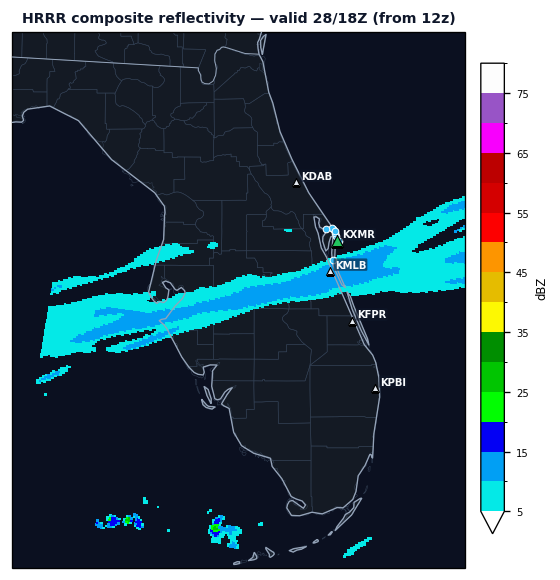 HRRR composite reflectivity — valid 28/18Z (from 12z)
KDAB
KXMR
KMLB
KFPR
KPBI
75
65
55
45
35
25
15
5
dBZ